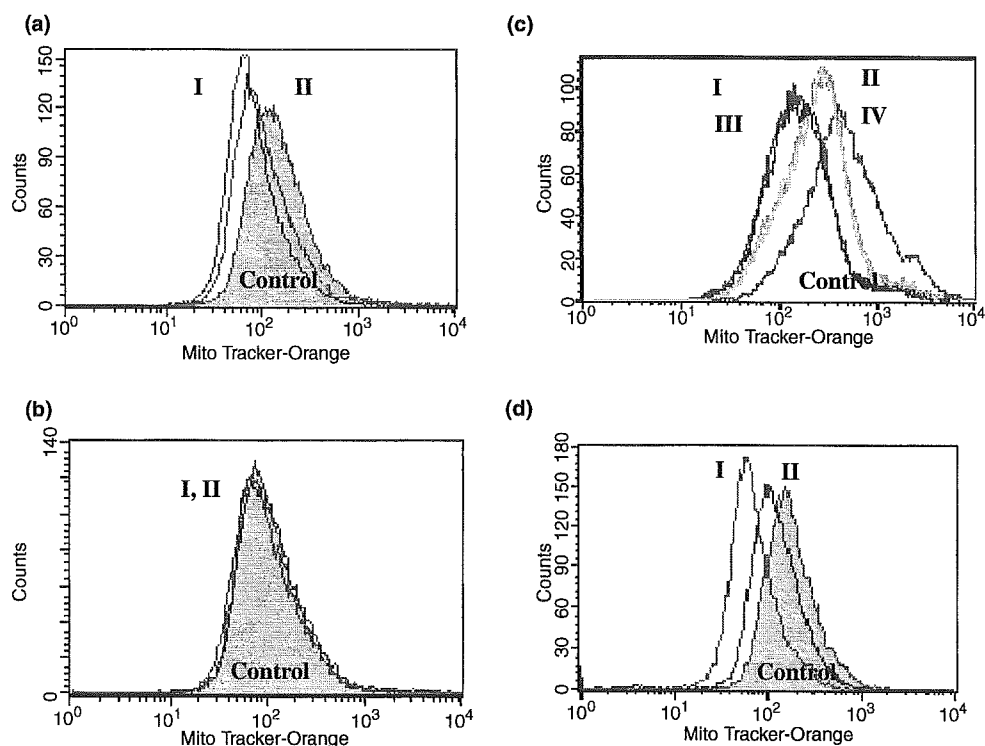 (a)
150
120
90
60
30
0
Counts
I
II
Control
10^0
10^1
10^2
10^3
10^4
Mito Tracker-Orange
(c)
100
80
60
40
20
0
Counts
I
II
III
IV
Control
10^0
10^1
10^2
10^3
10^4
Mito Tracker-Orange
(b)
140
0
Counts
I, II
Control
10^0
10^1
10^2
10^3
10^4
Mito Tracker-Orange
(d)
180
150
120
90
60
30
0
Counts
I
II
Control
10^0
10^1
10^2
10^3
10^4
Mito Tracker-Orange